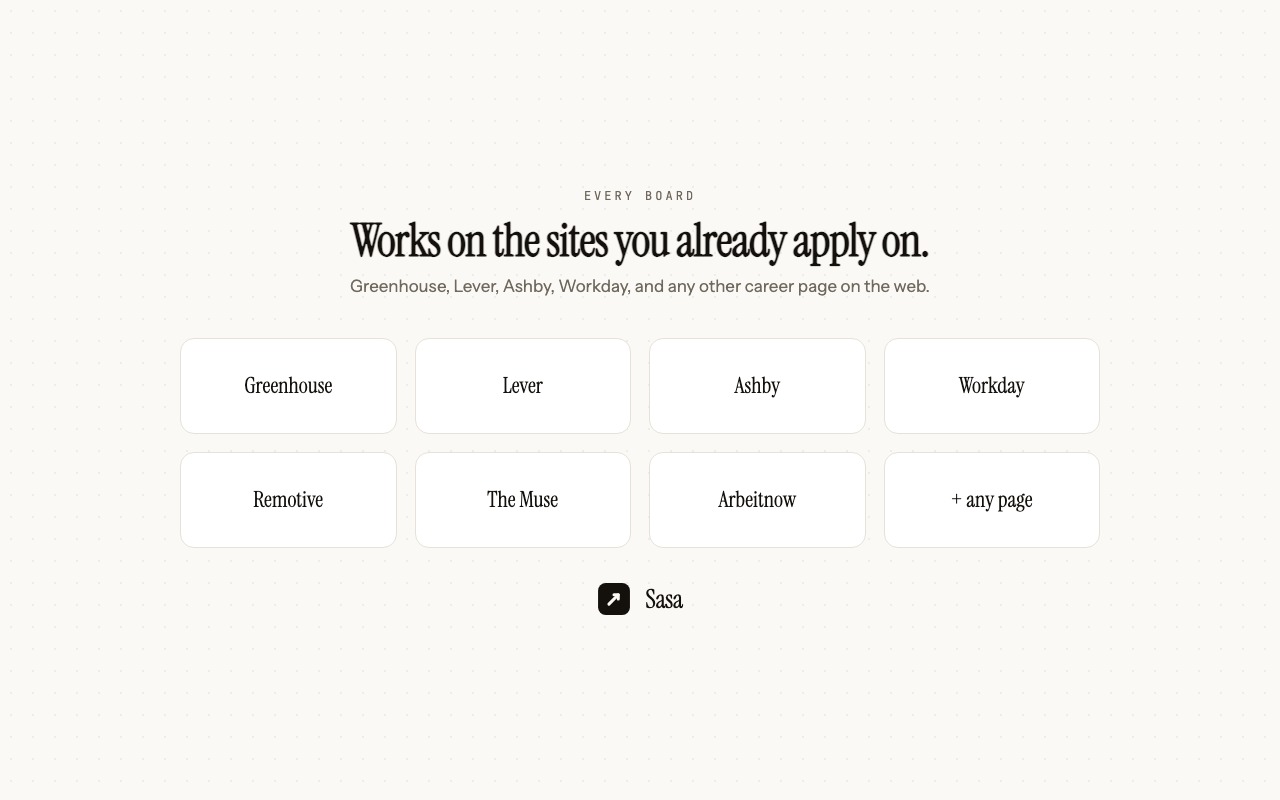 EVERY BOARD
Works on the sites you already apply on.
Greenhouse, Lever, Ashby, Workday, and any other career page on the web.
Greenhouse
Lever
Ashby
Workday
Remotive
The Muse
Arbeitnow
+ any page
Sasa